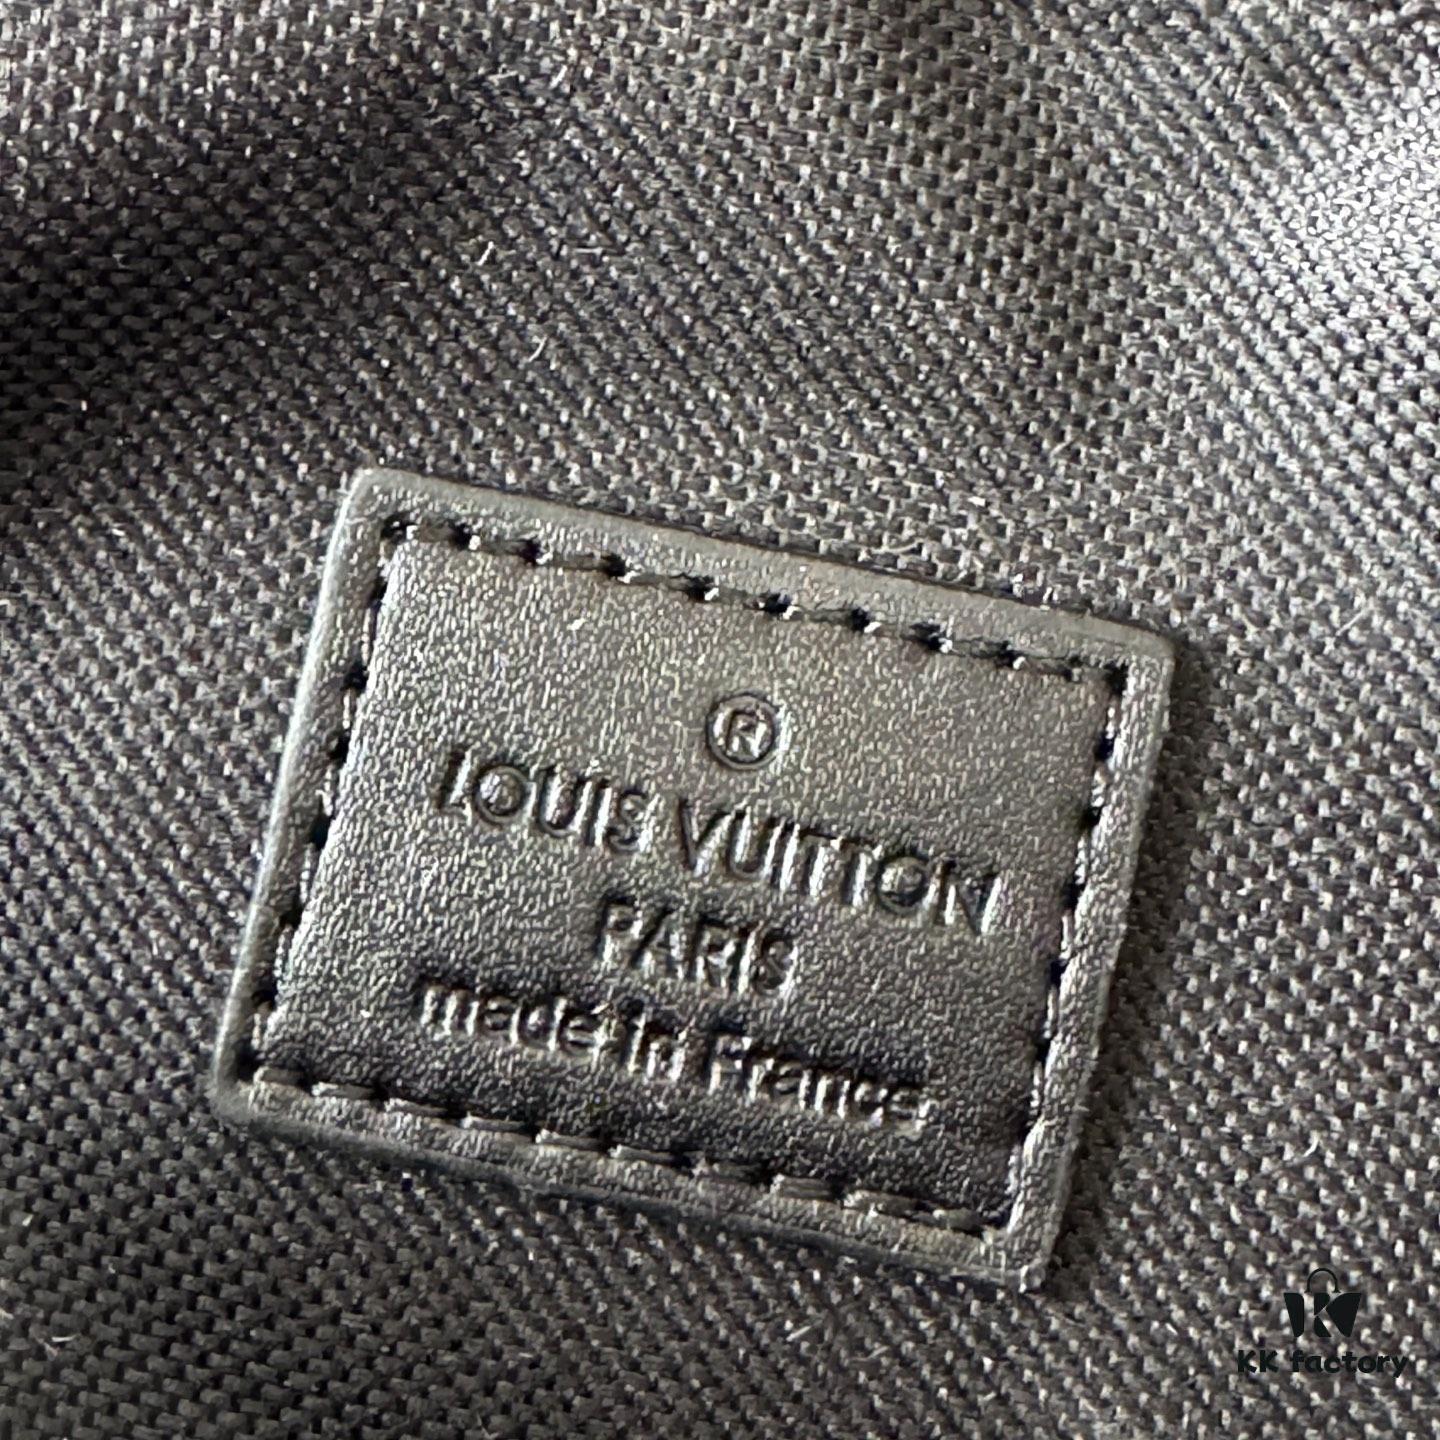 ®
LOUIS VUITTON
PARIS
made in France
KK factory